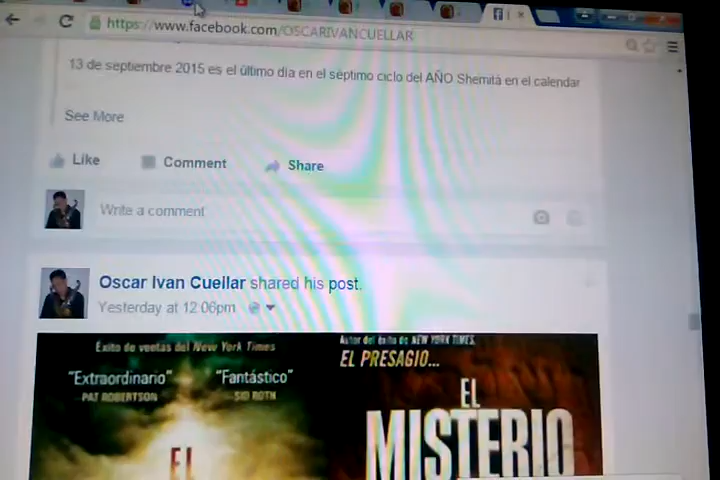 https://www.facebook.com/OSCARIVANCUELLAR
13 de septiembre 2015 es el último día en el séptimo ciclo del AÑO Shemitá en el calendar
See More
Like Comment Share
Write a comment
Oscar Ivan Cuellar shared his post.
Yesterday at 12:06pm
Éxito de ventas del New York Times
"Extraordinario" "Fantástico"
PAT ROBERTSON SID ROTH
EL
Autor del éxito de NEW YORK TIMES
EL PRESAGIO...
EL
MISTERIO